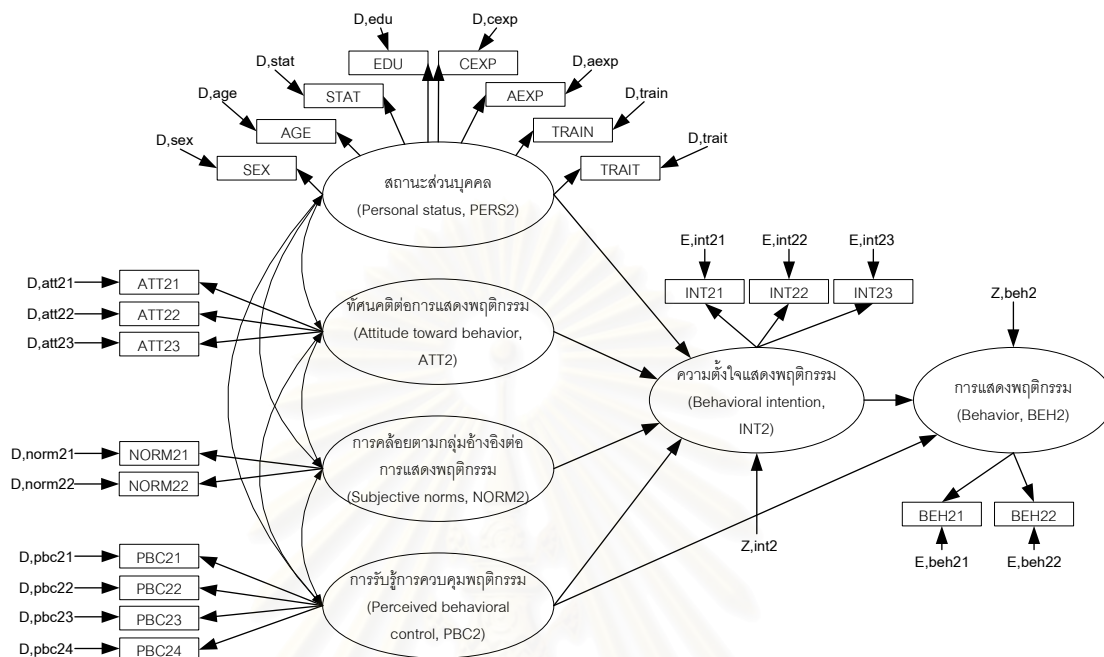 D,edu
D,cexp
EDU
CEXP
D,stat
D,aexp
STAT
AEXP
D,age
D,train
AGE
TRAIN
D,sex
D,trait
SEX
TRAIT
สถานะส่วนบุคคล
(Personal status, PERS2)
E,int21
E,int22
E,int23
INT21
INT22
INT23
D,att21
ATT21
D,att22
ATT22
D,att23
ATT23
ทัศนคติต่อการแสดงพฤติกรรม
(Attitude toward behavior,
ATT2)
Z,beh2
ความตั้งใจแสดงพฤติกรรม
(Behavioral intention,
INT2)
การแสดงพฤติกรรม
(Behavior, BEH2)
D,norm21
NORM21
D,norm22
NORM22
การคล้อยตามกลุ่มอ้างอิงต่อ
การแสดงพฤติกรรม
(Subjective norms, NORM2)
BEH21
BEH22
Z,int2
E,beh21
E,beh22
D,pbc21
PBC21
D,pbc22
PBC22
D,pbc23
PBC23
D,pbc24
PBC24
การรับรู้การควบคุมพฤติกรรม
(Perceived behavioral
control, PBC2)